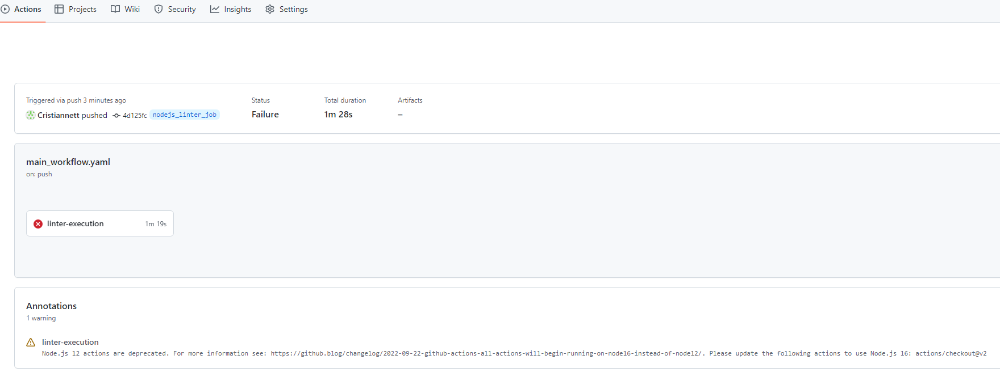 Actions Projects Wiki Security Insights Settings
Triggered via push 3 minutes ago Status Total duration Artifacts
Cristiannett pushed 4d125fc nodejs_linter_job Failure 1m 28s –
main_workflow.yaml
on: push
linter-execution 1m 19s
Annotations
1 warning
linter-execution
Node.js 12 actions are deprecated. For more information see: https://github.blog/changelog/2022-09-22-github-actions-all-actions-will-begin-running-on-node16-instead-of-node12/. Please update the following actions to use Node.js 16: actions/checkout@v2